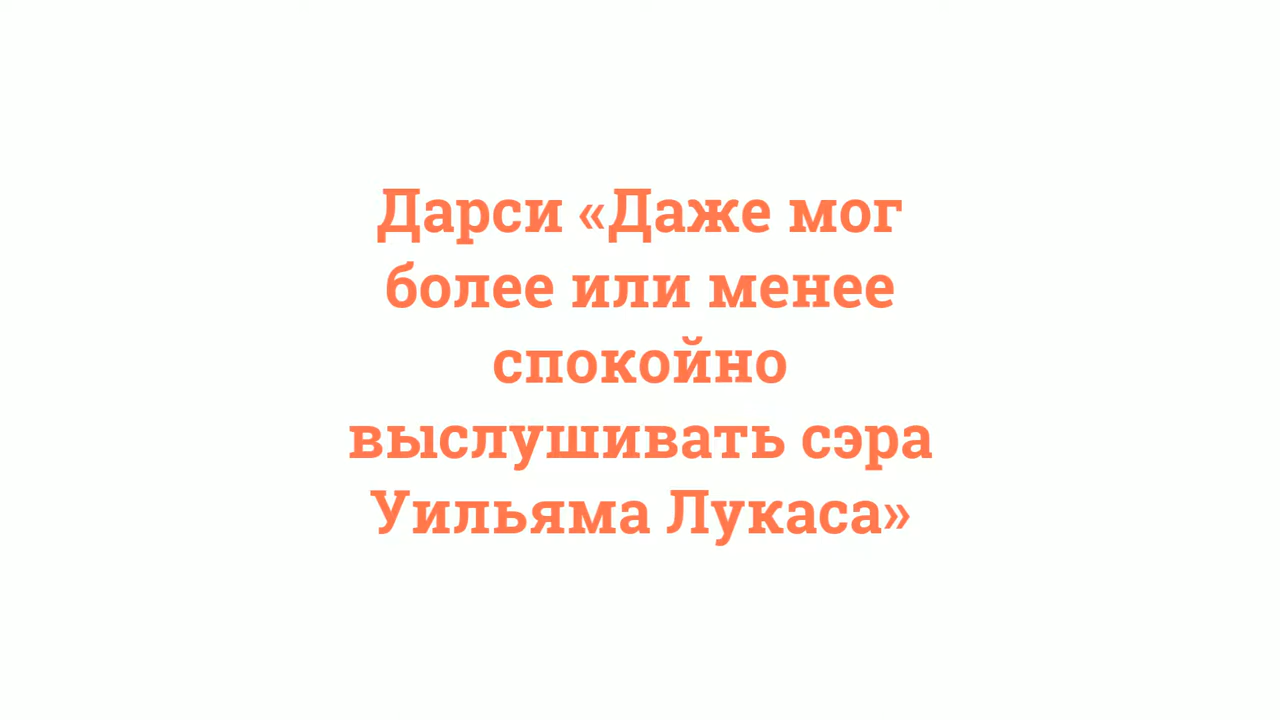 Дарси «Даже мог
более или менее
спокойно
выслушивать сэра
Уильяма Лукаса»